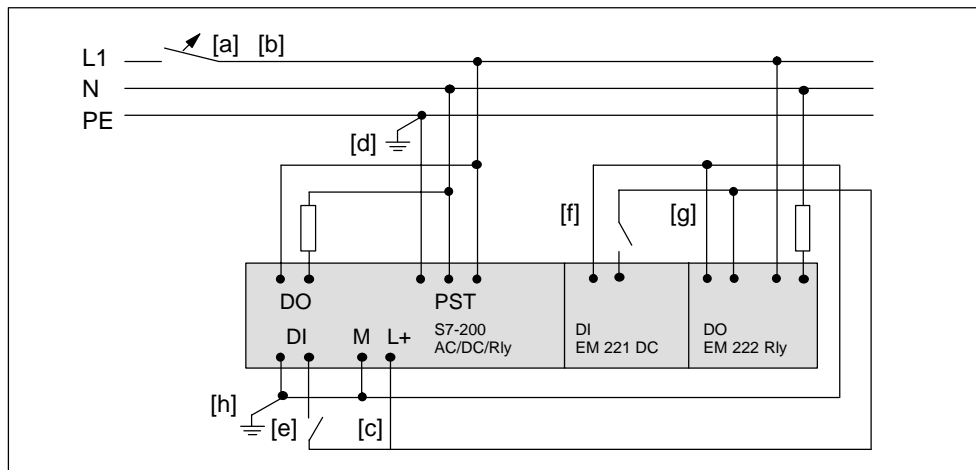 [a] [b]
L1
N
PE
[d]
[f] [g]
DO PST
S7-200
AC/DC/Rly
DI M L+
DI
EM 221 DC
DO
EM 222 Rly
[h]
[e] [c]